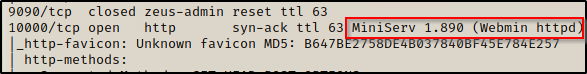 9090/tcp closed zeus-admin reset ttl 63
10000/tcp open http syn-ack ttl 63 MiniServ 1.890 (Webmin httpd)
|_http-favicon: Unknown favicon MD5: B647BE2758DE4B037840BF45E784E257
| http-methods: